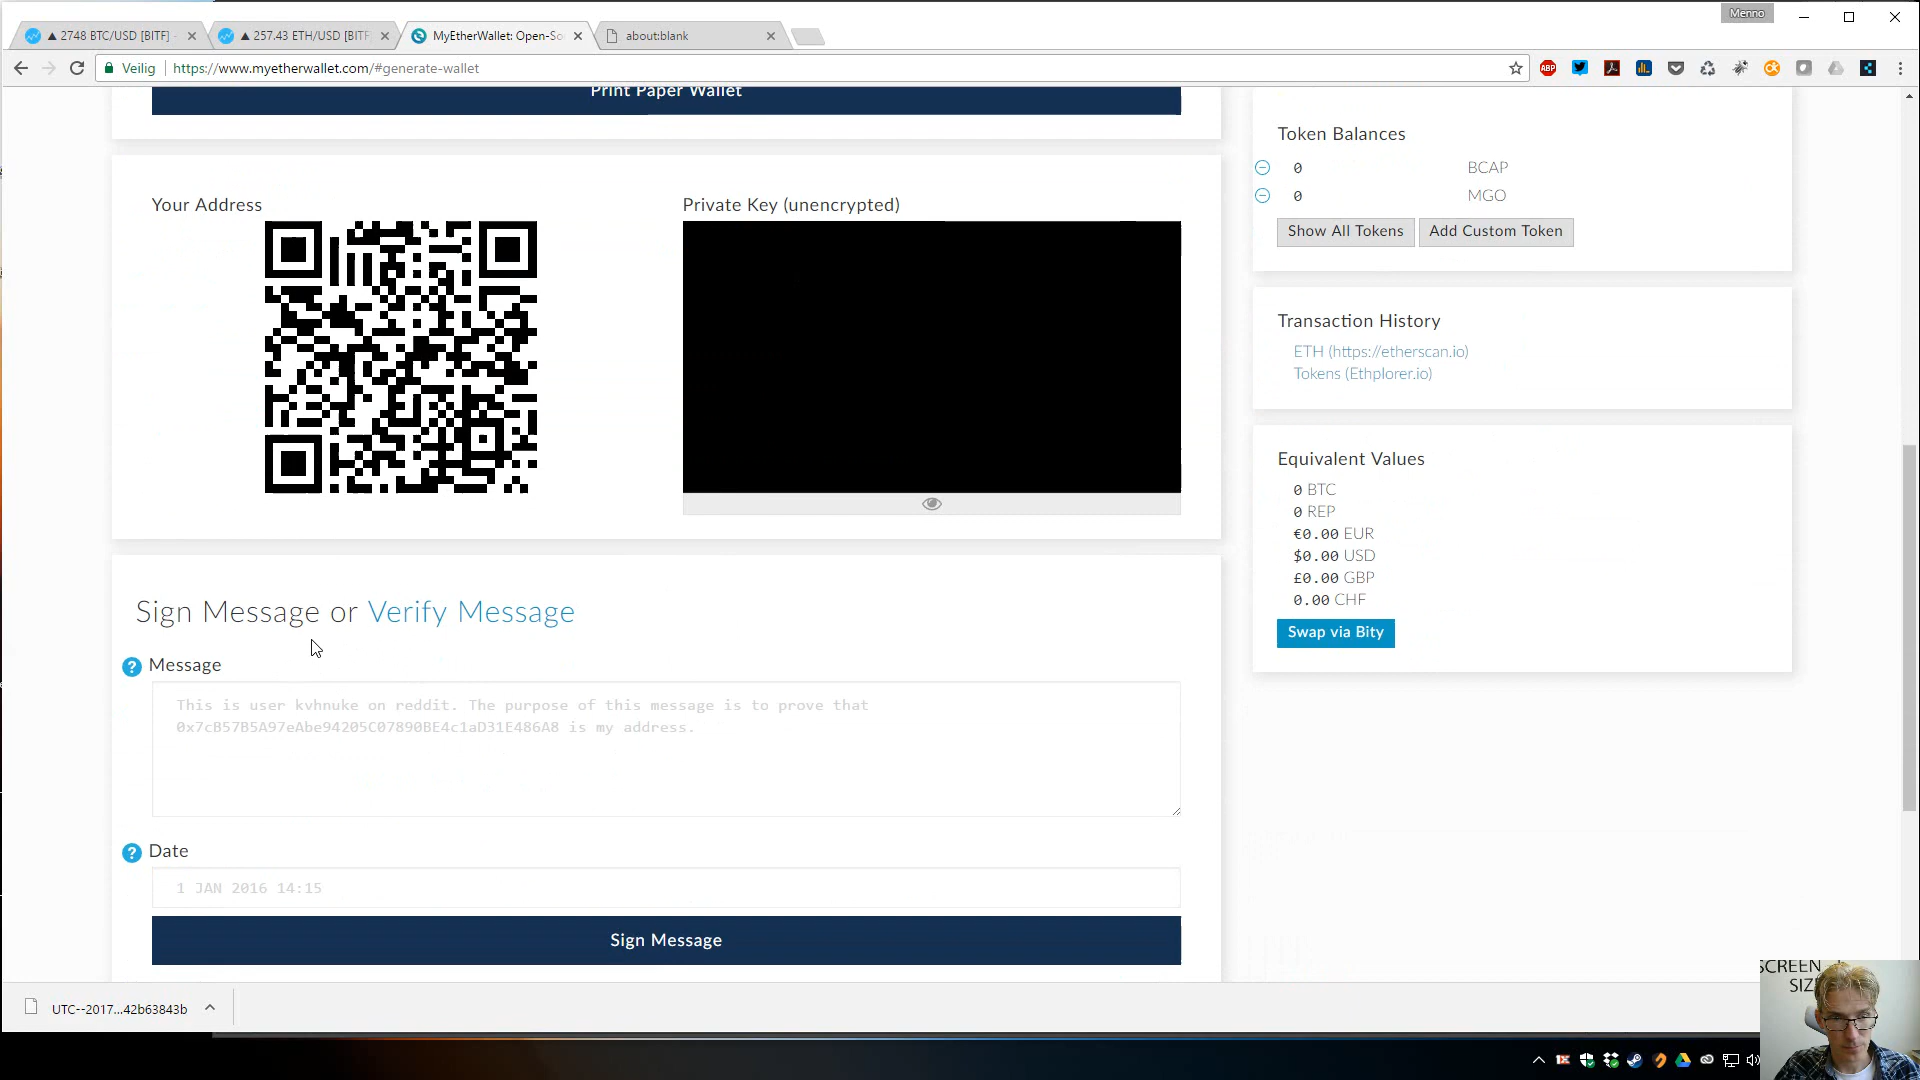 Menno
▲ 2748 BTC/USD [BITF]
▲ 257.43 ETH/USD [BITF
MyEtherWallet: Open-So
about:blank
Veilig
https://www.myetherwallet.com/#generate-wallet
ABP
Print Paper Wallet
Your Address
Private Key (unencrypted)
Sign Message or Verify Message
? Message
This is user kvhnuke on reddit. The purpose of this message is to prove that
0x7cB57B5A97eAbe94205C07890BE4c1aD31E486A8 is my address.
? Date
1 JAN 2016 14:15
Sign Message
Token Balances
0 BCAP
0 MGO
Show All Tokens
Add Custom Token
Transaction History
ETH (https://etherscan.io)
Tokens (Ethplorer.io)
Equivalent Values
0 BTC
0 REP
€0.00 EUR
$0.00 USD
£0.00 GBP
0.00 CHF
Swap via Bity
UTC--2017...42b63843b
SCREEN
SIZ